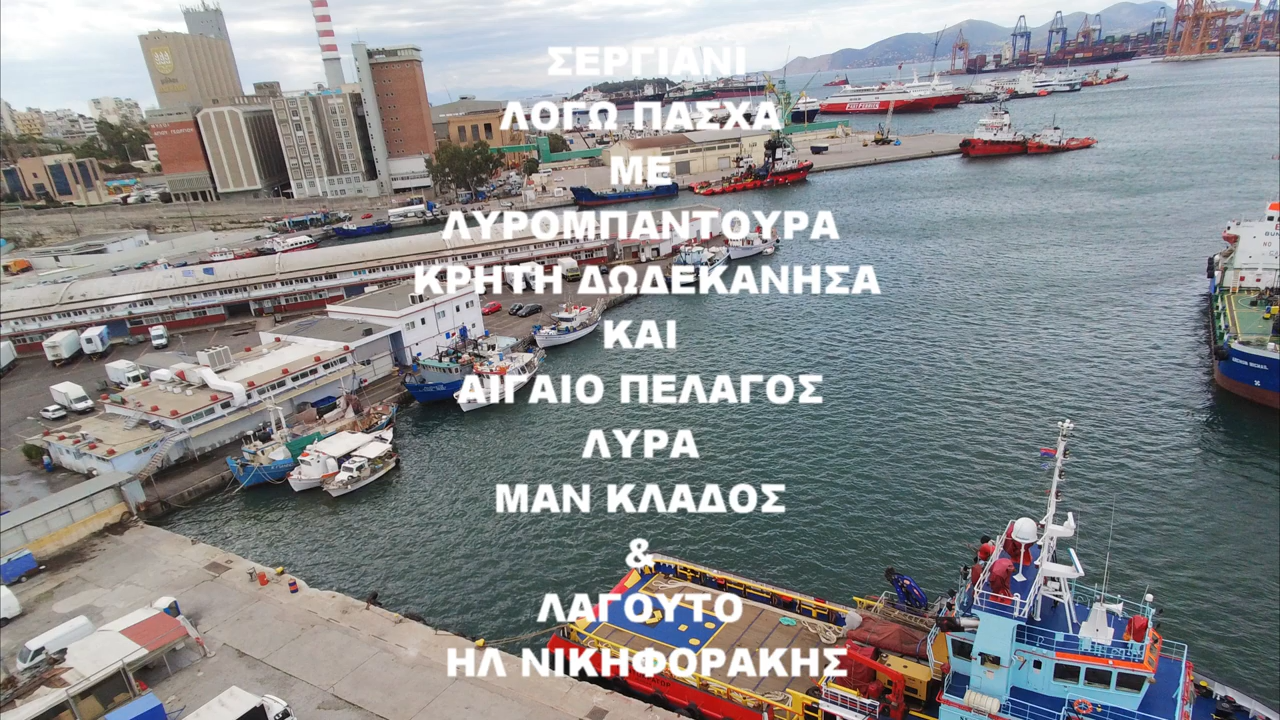 ΣΕΡΓΙΑΝΙ
ΛΟΓΩ ΠΑΣΧΑ
ΜΕ
ΛΥΡΟΜΠΑΝΤΟΥΡΑ
ΚΡΗΤΗ ΔΩΔΕΚΑΝΗΣΑ
ΚΑΙ
ΑΙΓΑΙΟ ΠΕΛΑΓΟΣ
ΛΥΡΑ
ΜΑΝ ΚΛΑΔΟΣ
&
ΛΑΓΟΥΤΟ
ΗΛ ΝΙΚΗΦΟΡΑΚΗΣ